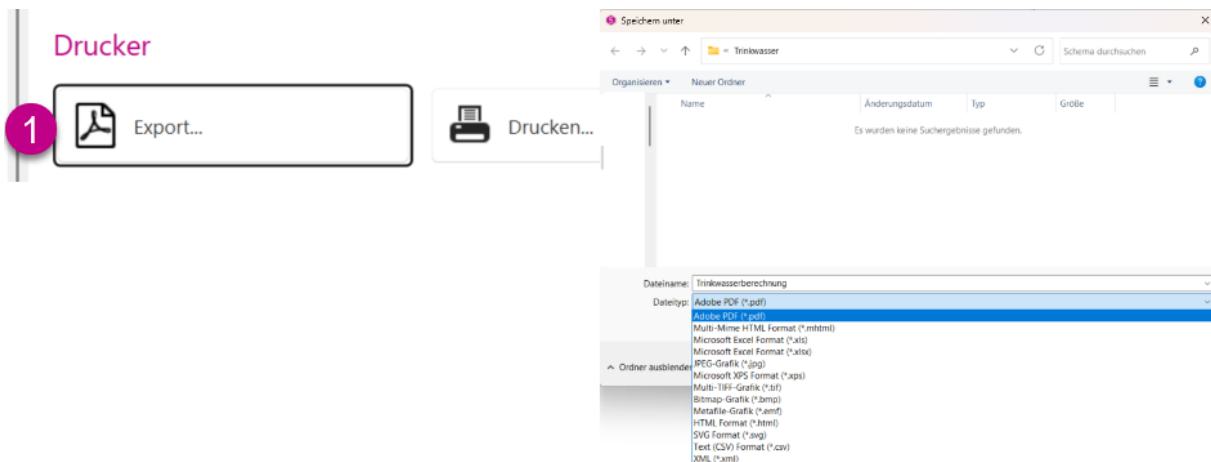 Drucker
1
Export...
Drucken...
Speichern unter
Trinkwasser
Schema durchsuchen
Organisieren
Neuer Ordner
Name
Änderungsdatum
Typ
Größe
Es wurden keine Suchergebnisse gefunden.
Dateiname: Trinkwasserberechnung
Dateityp: Adobe PDF (*.pdf)
Adobe PDF (*.pdf)
Multi-Mime HTML Format (*.mhtml)
Microsoft Excel Format (*.xls)
Microsoft Excel Format (*.xlsx)
JPEG-Grafik (*.jpg)
Ordner ausblenden
Microsoft XPS Format (*.xps)
Multi-TIFF-Grafik (*.tif)
Bitmap-Grafik (*.bmp)
Metafile-Grafik (*.emf)
HTML Format (*.html)
SVG Format (*.svg)
Text (CSV) Format (*.csv)
XML (*.xml)